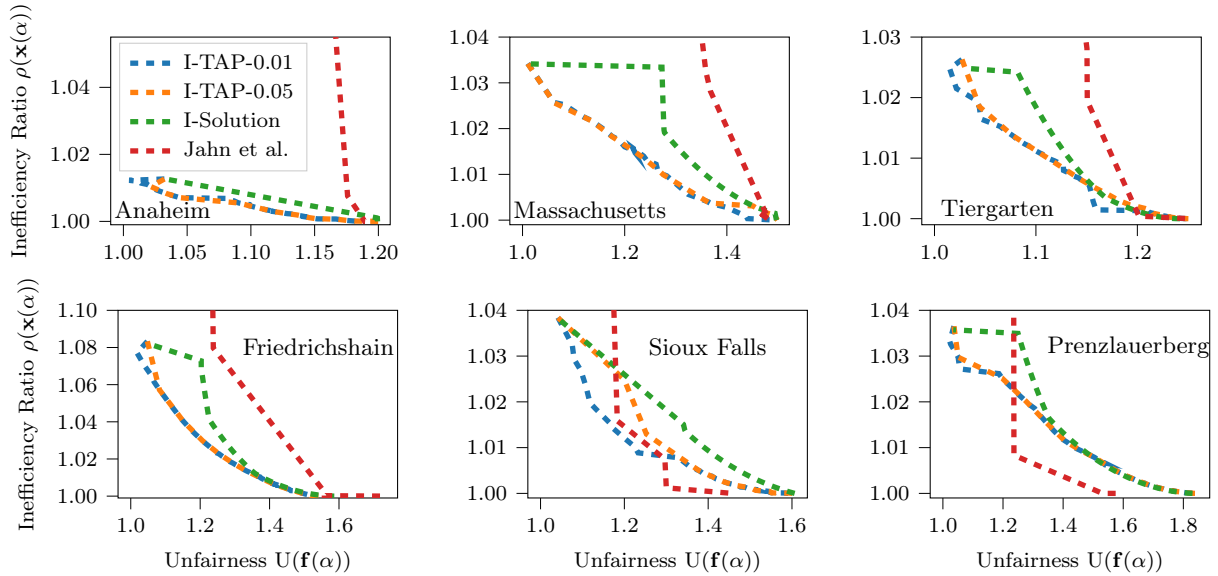 Inefficiency Ratio ρ(x(α))
1.04
1.02
1.00
I-TAP-0.01
I-TAP-0.05
I-Solution
Jahn et al.
Anaheim
1.00 1.05 1.10 1.15 1.20
1.04
1.03
1.02
1.01
1.00
Massachusetts
1.0 1.2 1.4
1.03
1.02
1.01
1.00
Tiergarten
1.0 1.1 1.2
Inefficiency Ratio ρ(x(α))
1.10
1.08
1.06
1.04
1.02
1.00
Friedrichshain
1.0 1.2 1.4 1.6
Unfairness U(f(α))
1.04
1.03
1.02
1.01
1.00
Sioux Falls
1.0 1.2 1.4 1.6
Unfairness U(f(α))
1.04
1.03
1.02
1.01
1.00
Prenzlauerberg
1.0 1.2 1.4 1.6 1.8
Unfairness U(f(α))